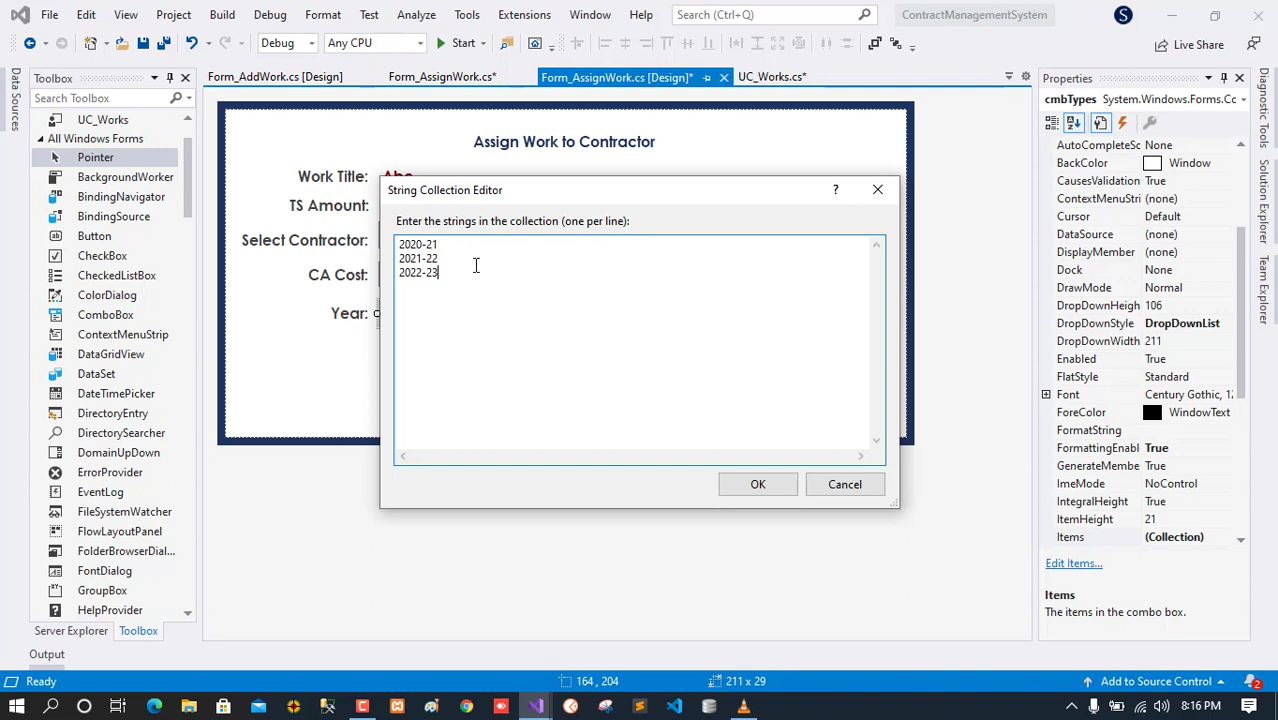 File Edit View Project Build Debug Format Test Analyze Tools Extensions Window Help Search (Ctrl+Q) ContractManagementSystem S
Debug Any CPU Start Live Share
Data Sources
Toolbox
Search Toolbox
UC_Works
All Windows Forms
Pointer
BackgroundWorker
BindingNavigator
BindingSource
Button
CheckBox
CheckedListBox
ColorDialog
ComboBox
ContextMenuStrip
DataGridView
DataSet
DateTimePicker
DirectoryEntry
DirectorySearcher
DomainUpDown
ErrorProvider
EventLog
FileSystemWatcher
FlowLayoutPanel
FolderBrowserDial...
FontDialog
GroupBox
HelpProvider
Server Explorer Toolbox
Form_AddWork.cs [Design] Form_AssignWork.cs* Form_AssignWork.cs [Design]* UC_Works.cs*
Assign Work to Contractor
Work Title: Abc
TS Amount:
Select Contractor:
CA Cost:
Year:
String Collection Editor ?
Enter the strings in the collection (one per line):
2020-21
2021-22
2022-23
OK Cancel
Properties
cmbTypes System.Windows.Forms.Co
AutoCompleteSc None
BackColor Window
CausesValidation True
ContextMenuStri (none)
Cursor Default
DataSource (none)
DisplayMember (none)
Dock None
DrawMode Normal
DropDownHeigh 106
DropDownStyle DropDownList
DropDownWidth 211
Enabled True
FlatStyle Standard
Font Century Gothic, 12
ForeColor WindowText
FormatString
FormattingEnabl True
GenerateMembe True
ImeMode NoControl
IntegralHeight True
ItemHeight 21
Items (Collection)
Edit Items...
Items
The items in the combo box.
Diagnostic Tools
Solution Explorer
Team Explorer
Output
Ready 164 , 204 211 x 29 Add to Source Control 2
8:16 PM